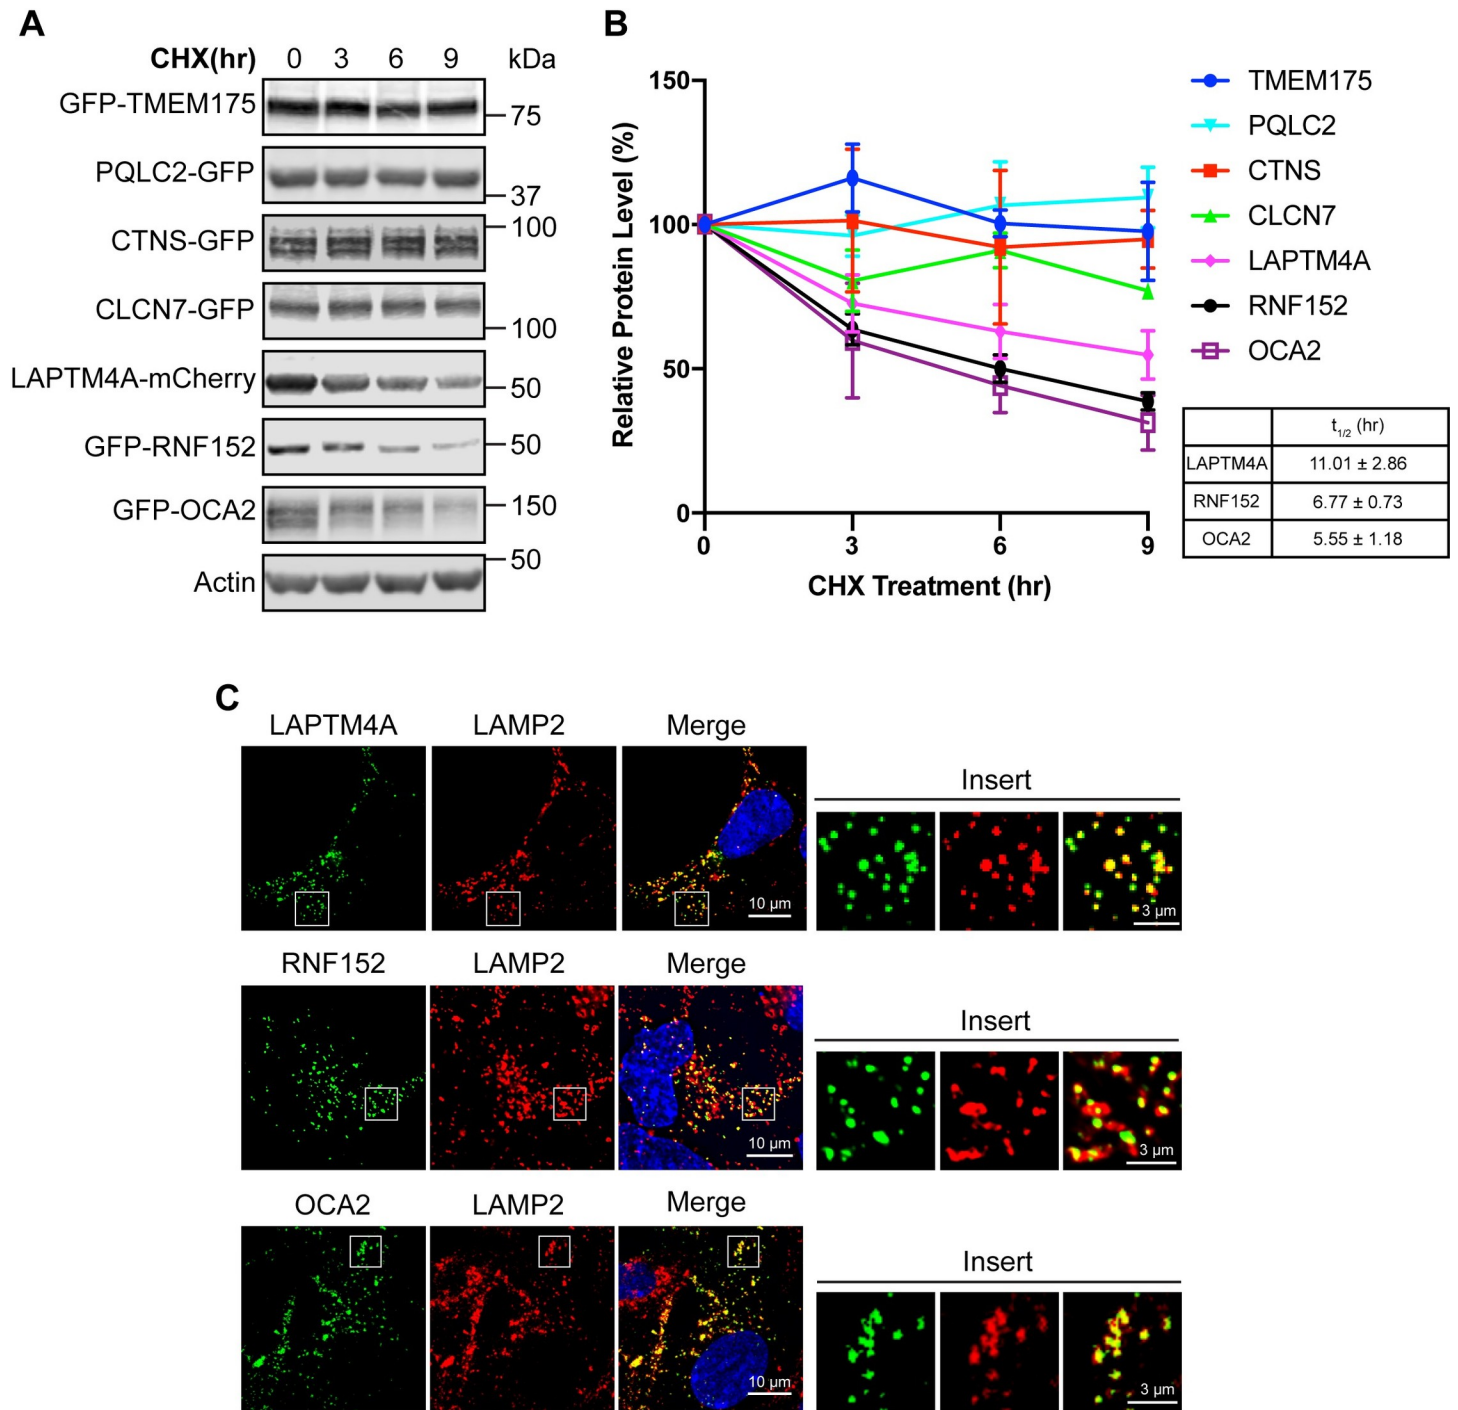 A
CHX(hr) 0 3 6 9 kDa
GFP-TMEM175 75
PQLC2-GFP 37
CTNS-GFP 100
CLCN7-GFP 100
LAPTM4A-mCherry 50
GFP-RNF152 50
GFP-OCA2 150
Actin 50
B
Relative Protein Level (%)
150
100
50
0
0 3 6 9
CHX Treatment (hr)
TMEM175
PQLC2
CTNS
CLCN7
LAPTM4A
RNF152
OCA2
t1/2 (hr)
LAPTM4A 11.01 ± 2.86
RNF152 6.77 ± 0.73
OCA2 5.55 ± 1.18
C
LAPTM4A LAMP2 Merge
Insert
10 µm
3 µm
RNF152 LAMP2 Merge
Insert
10 µm
3 µm
OCA2 LAMP2 Merge
Insert
10 µm
3 µm